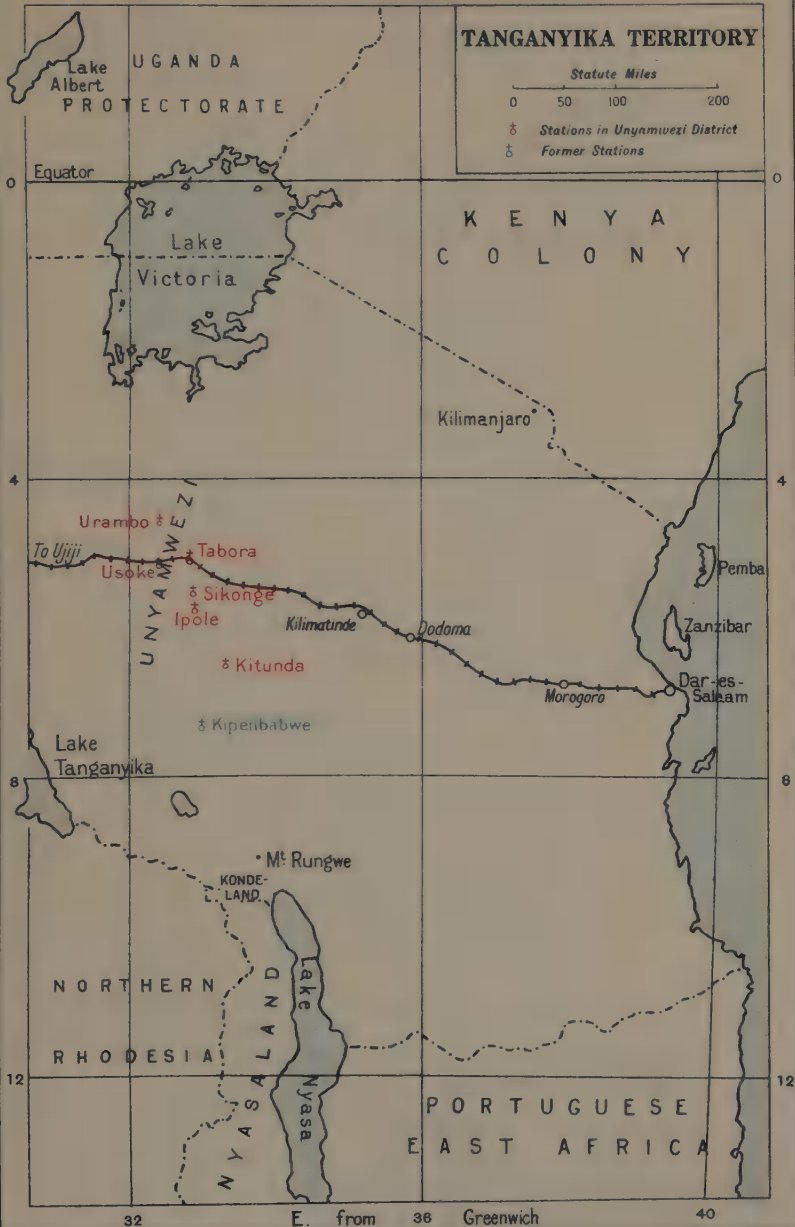 TANGANYIKA TERRITORY
Statute Miles
0 50 100 200
Stations in Unyamwezi District
Former Stations
Lake
Albert
UGANDA
PROTECTORATE
Equator
0
0
KENYA
COLONY
Lake
Victoria
Kilimanjaro
4
4
UNYAMWEZI
Urambo
To Ujiji
Tabora
Usoke
Sikonge
Ipole
Kilimatinde
Dodoma
Pemba
Zanzibar
Kitunda
Morogoro
Dar-es-
Salaam
Kipembabwe
Lake
Tanganyika
8
8
Mt. Rungwe
KONDE-
LAND
NORTHERN
RHODESIA
NYASALAND
Lake Nyasa
12
12
PORTUGUESE
EAST AFRICA
32 E. from 36 Greenwich 40